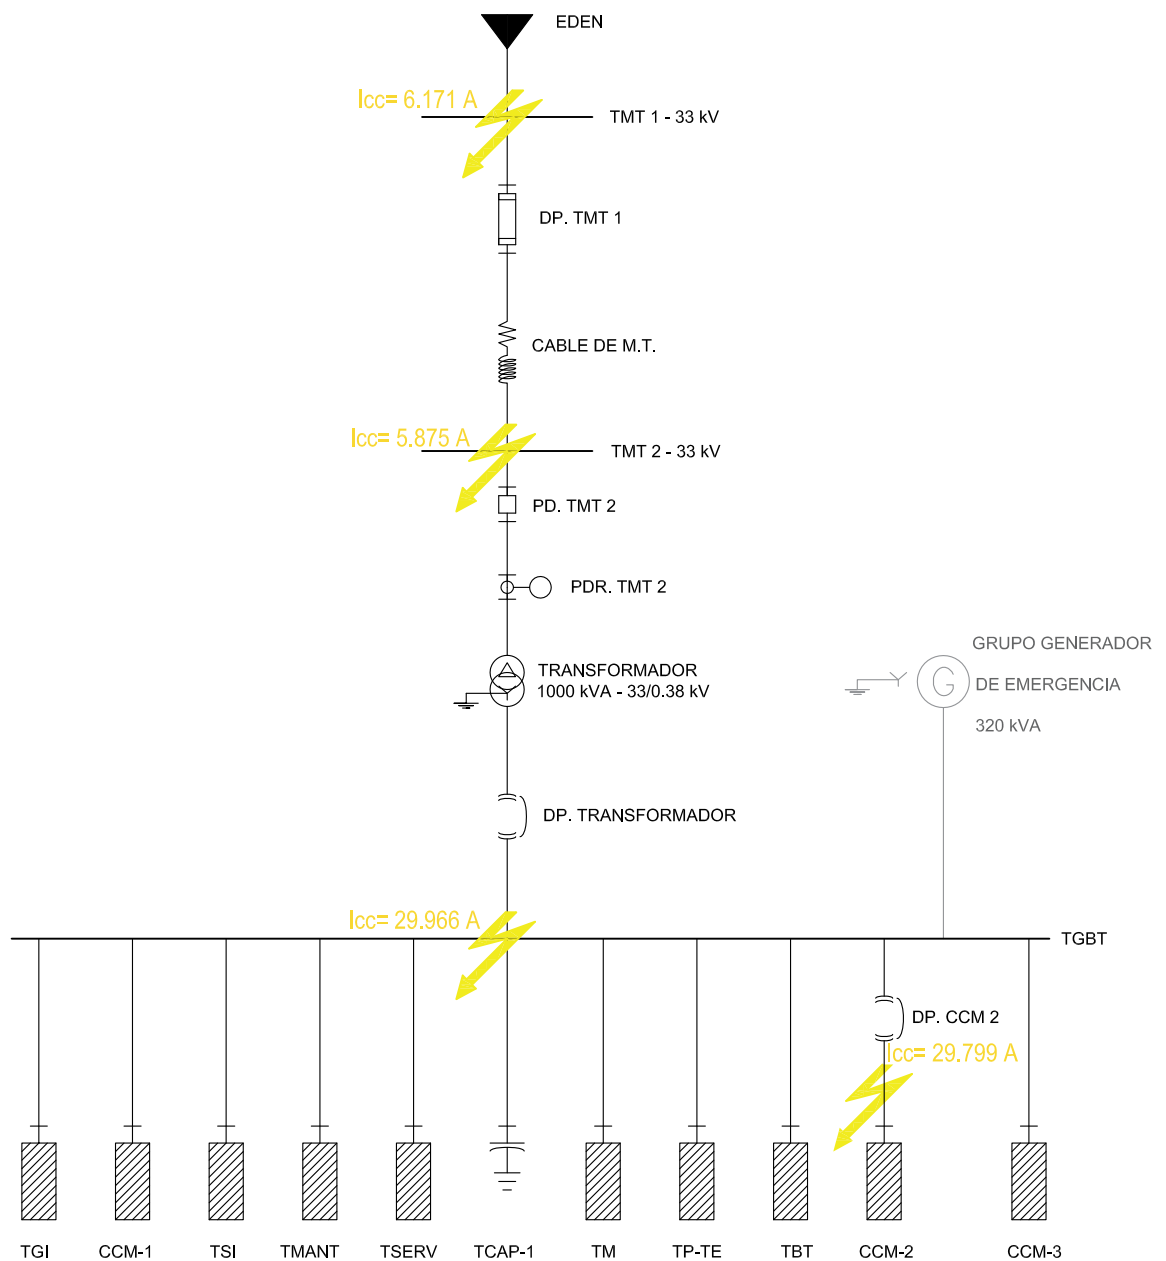 EDEN
Icc= 6.171 A
TMT 1 - 33 kV
DP. TMT 1
CABLE DE M.T.
Icc= 5.875 A
TMT 2 - 33 kV
PD. TMT 2
PDR. TMT 2
TRANSFORMADOR
1000 kVA - 33/0.38 kV
GRUPO GENERADOR
G
DE EMERGENCIA
320 kVA
DP. TRANSFORMADOR
Icc= 29.966 A
TGBT
DP. CCM 2
Icc= 29.799 A
TGI
CCM-1
TSI
TMANT
TSERV
TCAP-1
TM
TP-TE
TBT
CCM-2
CCM-3